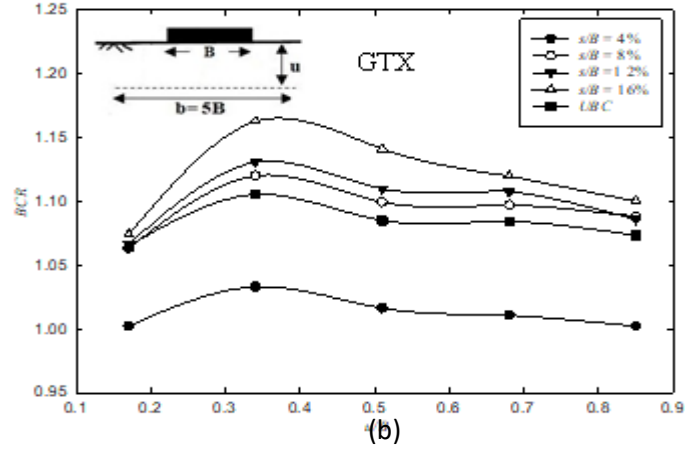 1.25
1.20
1.15
1.10
1.05
1.00
0.95
BCR
B
u
b= 5B
GTX
s/B = 4%
s/B = 8%
s/B =1 2%
s/B = 16%
UBC
0.1 0.2 0.3 0.4 0.5 0.6 0.7 0.8 0.9
(b)